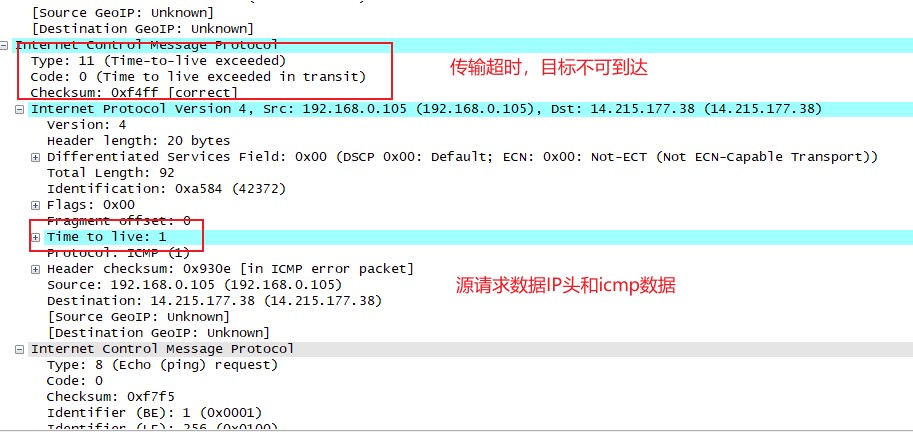 [Source GeoIP: Unknown]
[Destination GeoIP: Unknown]
Internet Control Message Protocol
Type: 11 (Time-to-live exceeded)
Code: 0 (Time to live exceeded in transit)
传输超时，目标不可到达
Checksum: 0xf4ff [correct]
Internet Protocol Version 4, Src: 192.168.0.105 (192.168.0.105), Dst: 14.215.177.38 (14.215.177.38)
Version: 4
Header length: 20 bytes
Differentiated Services Field: 0x00 (DSCP 0x00: Default; ECN: 0x00: Not-ECT (Not ECN-Capable Transport))
Total Length: 92
Identification: 0xa584 (42372)
Flags: 0x00
Fragment offset: 0
Time to live: 1
Protocol: ICMP (1)
Header checksum: 0x930e [in ICMP error packet]
Source: 192.168.0.105 (192.168.0.105)
源请求数据IP头和icmp数据
Destination: 14.215.177.38 (14.215.177.38)
[Source GeoIP: Unknown]
[Destination GeoIP: Unknown]
Internet Control Message Protocol
Type: 8 (Echo (ping) request)
Code: 0
Checksum: 0xf7f5
Identifier (BE): 1 (0x0001)
Identifier (LE): 256 (0x0100)